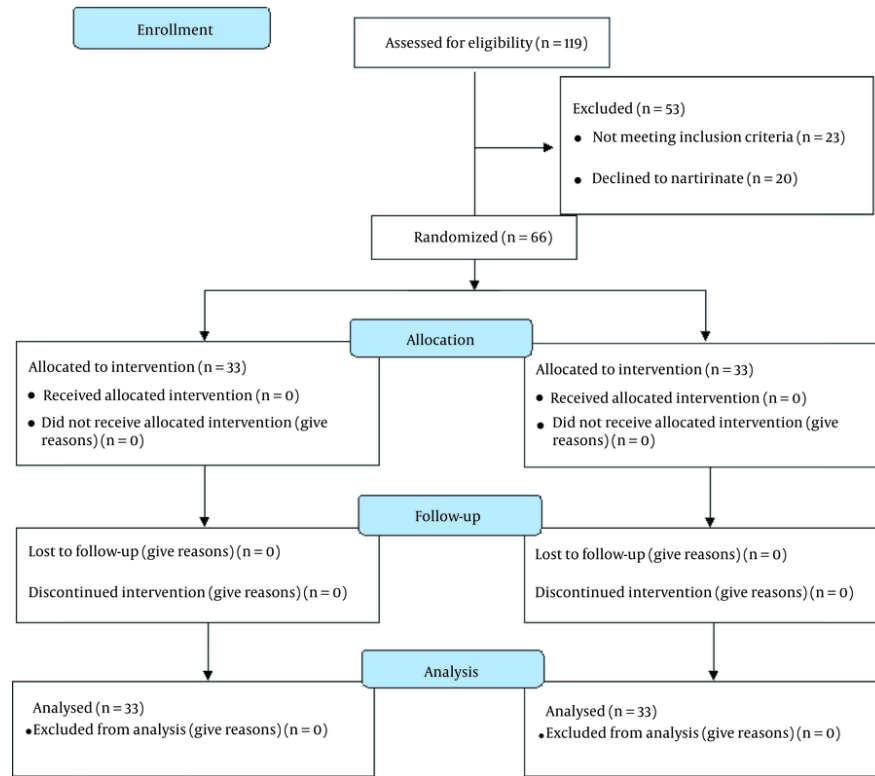 Enrollment
Assessed for eligibility (n = 119)
Excluded (n = 53)
• Not meeting inclusion criteria (n = 23)
• Declined to nartirinate (n = 20)
Randomized (n = 66)
Allocation
Allocated to intervention (n = 33)
• Received allocated intervention (n = 0)
• Did not receive allocated intervention (give
reasons) (n = 0)
Allocated to intervention (n = 33)
• Received allocated intervention (n = 0)
• Did not receive allocated intervention (give
reasons) (n = 0)
Follow-up
Lost to follow-up (give reasons) (n = 0)
Discontinued intervention (give reasons) (n = 0)
Lost to follow-up (give reasons) (n = 0)
Discontinued intervention (give reasons) (n = 0)
Analysis
Analysed (n = 33)
• Excluded from analysis (give reasons) (n = 0)
Analysed (n = 33)
• Excluded from analysis (give reasons) (n = 0)